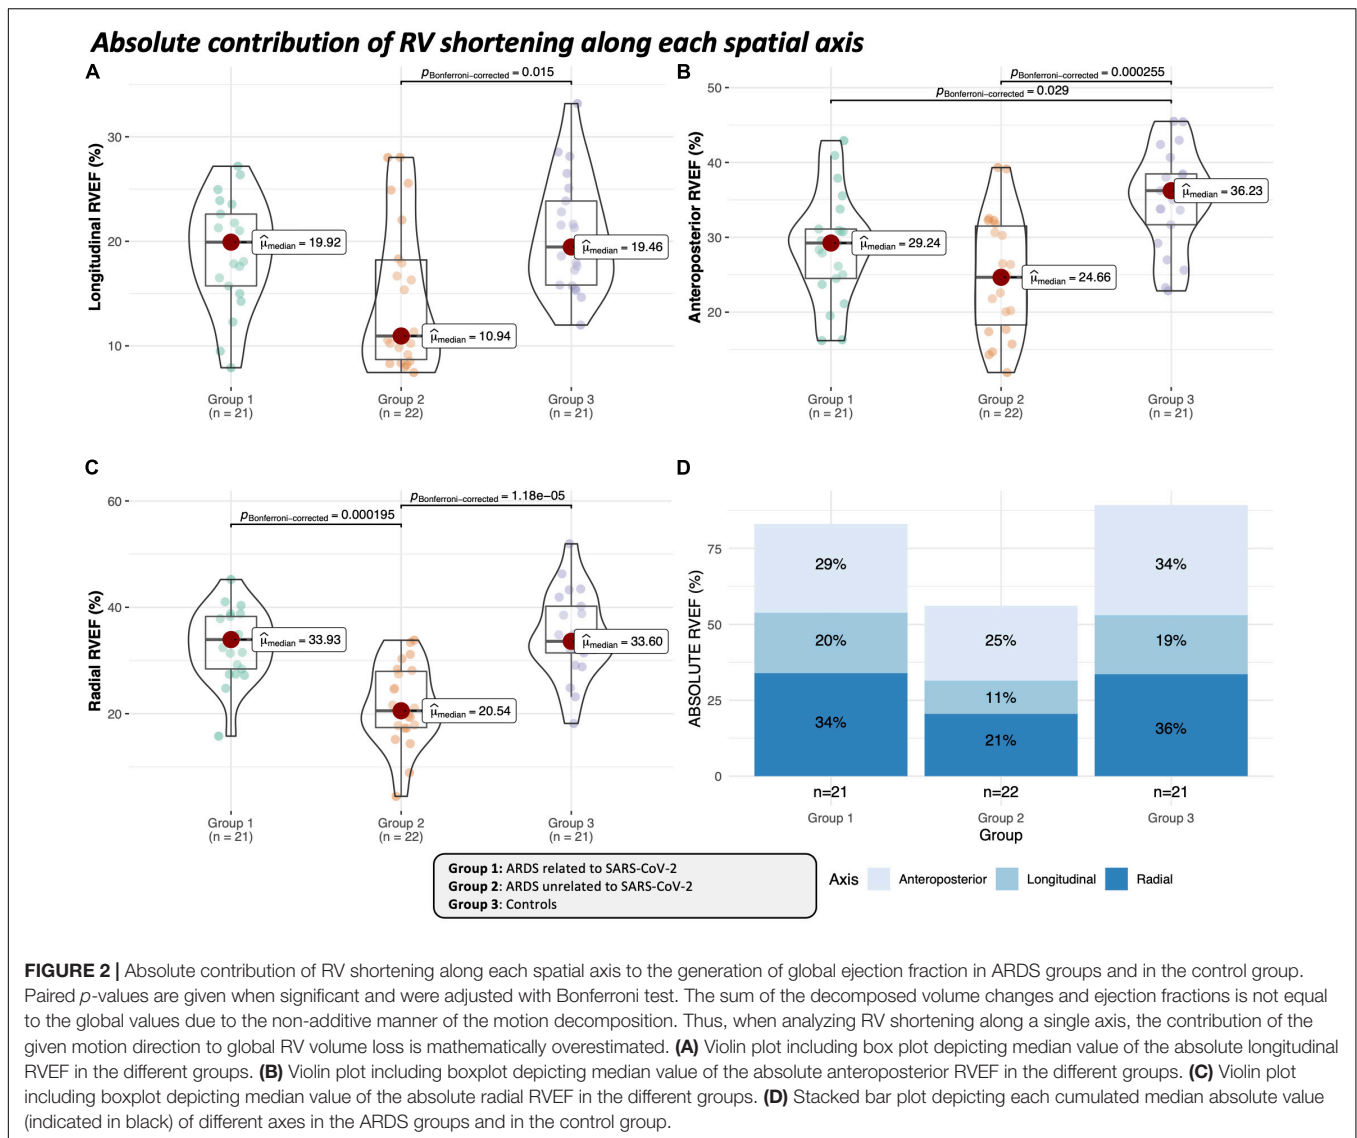 Absolute contribution of RV shortening along each spatial axis
A
pBonferroni−corrected = 0.015
Longitudinal RVEF (%)
30
20
10
μ̂median = 19.92
μ̂median = 10.94
μ̂median = 19.46
Group 1
(n = 21)
Group 2
(n = 22)
Group 3
(n = 21)
B
pBonferroni−corrected = 0.000255
pBonferroni−corrected = 0.029
Anteroposterior RVEF (%)
50
40
30
20
μ̂median = 29.24
μ̂median = 24.66
μ̂median = 36.23
Group 1
(n = 21)
Group 2
(n = 22)
Group 3
(n = 21)
C
pBonferroni−corrected = 1.18e−05
pBonferroni−corrected = 0.000195
Radial RVEF (%)
60
40
20
μ̂median = 33.93
μ̂median = 20.54
μ̂median = 33.60
Group 1
(n = 21)
Group 2
(n = 22)
Group 3
(n = 21)
D
ABSOLUTE RVEF (%)
75
50
25
0
29%
20%
34%
25%
11%
21%
34%
19%
36%
n=21
n=22
n=21
Group 1
Group 2
Group 3
Group
Axis
Anteroposterior
Longitudinal
Radial
Group 1: ARDS related to SARS-CoV-2
Group 2: ARDS unrelated to SARS-CoV-2
Group 3: Controls
FIGURE 2 | Absolute contribution of RV shortening along each spatial axis to the generation of global ejection fraction in ARDS groups and in the control group.
Paired p-values are given when significant and were adjusted with Bonferroni test. The sum of the decomposed volume changes and ejection fractions is not equal
to the global values due to the non-additive manner of the motion decomposition. Thus, when analyzing RV shortening along a single axis, the contribution of the
given motion direction to global RV volume loss is mathematically overestimated. (A) Violin plot including box plot depicting median value of the absolute longitudinal
RVEF in the different groups. (B) Violin plot including boxplot depicting median value of the absolute anteroposterior RVEF in the different groups. (C) Violin plot
including boxplot depicting median value of the absolute radial RVEF in the different groups. (D) Stacked bar plot depicting each cumulated median absolute value
(indicated in black) of different axes in the ARDS groups and in the control group.